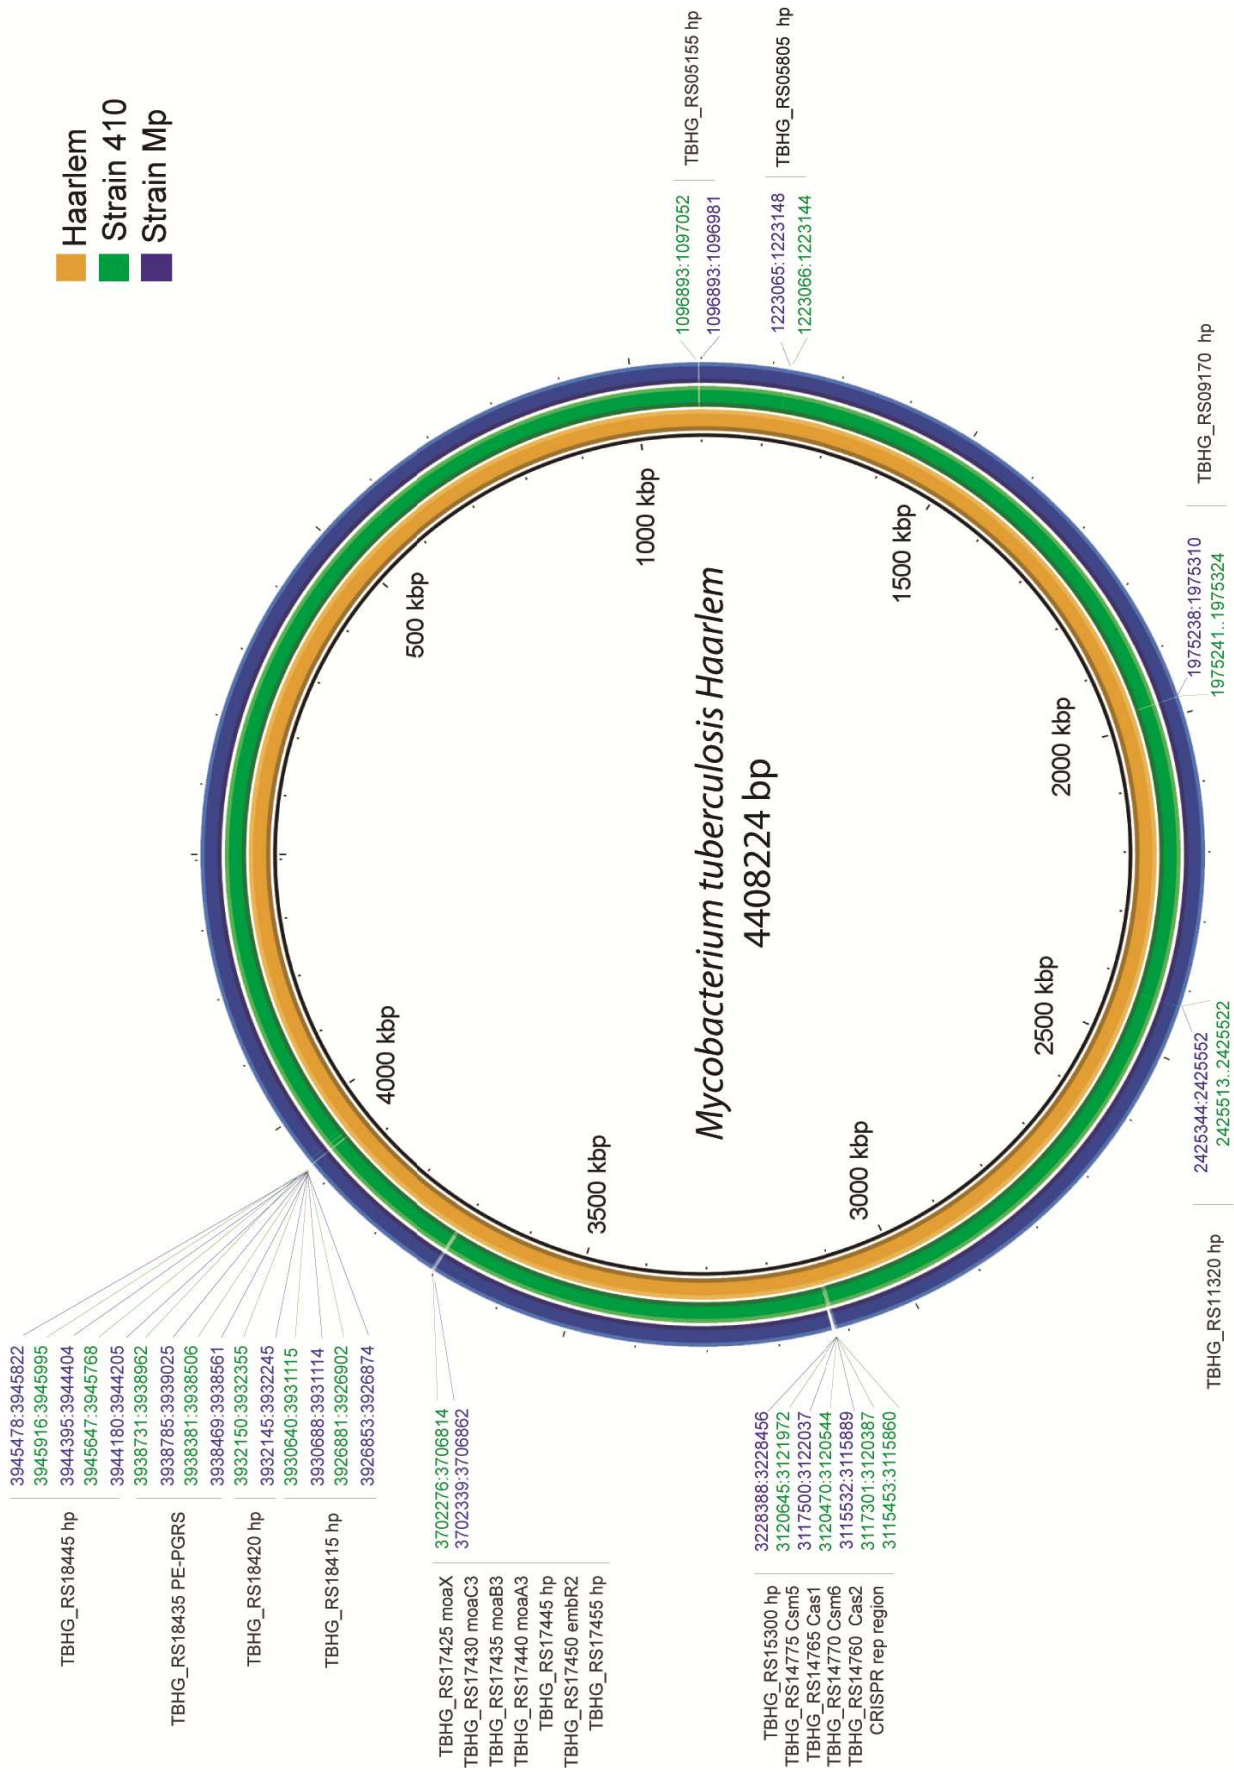 Haarlem
Strain 410
Strain Mp
TBHG_RS05155 hp
1096893:1097052
1096893:1096981
TBHG_RS05805 hp
1223065:1223148
1223066:1223144
TBHG_RS09170 hp
1975238:1975310
1975241..1975324
2425344:2425552
2425513..2425522
TBHG_RS11320 hp
3228388:3228456
3120645:3121972
3117500:3122037
3120470:3120544
3115532:3115889
3117301:3120387
3115453:3115860
TBHG_RS15300 hp
TBHG_RS14775 Csm5
TBHG_RS14765 Cas1
TBHG_RS14770 Csm6
TBHG_RS14760 Cas2
CRISPR rep region
3702276:3706814
3702339:3706862
TBHG_RS17425 moaX
TBHG_RS17430 moaC3
TBHG_RS17435 moaB3
TBHG_RS17440 moaA3
TBHG_RS17445 hp
TBHG_RS17450 embR2
TBHG_RS17455 hp
3945478:3945822
3945916:3945995
3944395:3944404
3945647:3945768
3944180:3944205
3938731:3938962
3938785:3939025
3938381:3938506
3938469:3938561
3932150:3932355
3932145:3932245
3930640:3931115
3930688:3931114
3926881:3926902
3926853:3926874
TBHG_RS18445 hp
TBHG_RS18435 PE-PGRS
TBHG_RS18420 hp
TBHG_RS18415 hp
500 kbp
1000 kbp
1500 kbp
2000 kbp
2500 kbp
3000 kbp
3500 kbp
4000 kbp
Mycobacterium tuberculosis Haarlem
4408224 bp